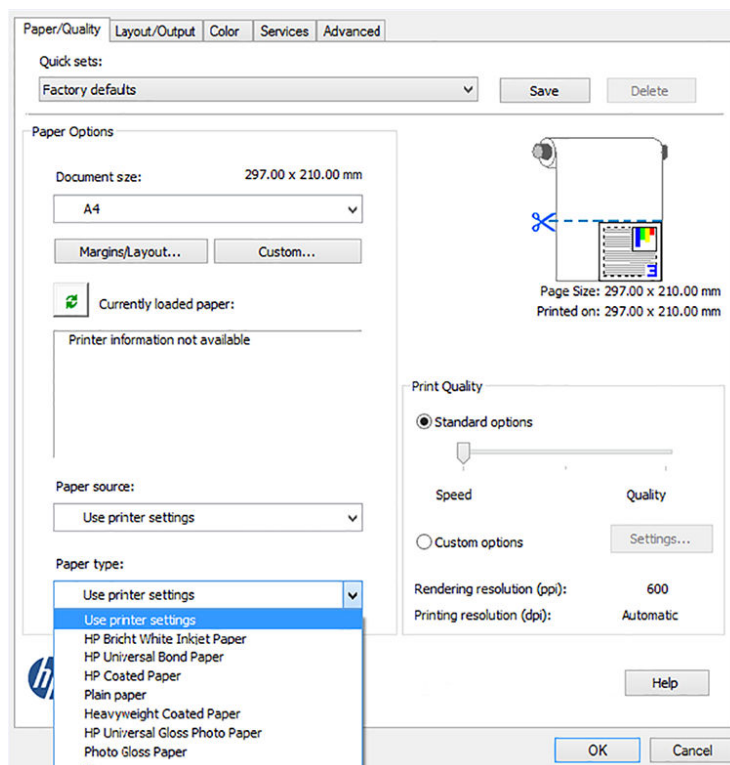 Paper/Quality Layout/Output Color Services Advanced
Quick sets:
Factory defaults
Save
Delete
Paper Options
Document size: 297.00 x 210.00 mm
A4
Margins/Layout... Custom...
Currently loaded paper:
Printer information not available
Paper source:
Use printer settings
Paper type:
Use printer settings
Use printer settings
HP Bricht White Inkjet Paper
HP Universal Bond Paper
HP Coated Paper
Plain paper
Heavyweight Coated Paper
HP Universal Gloss Photo Paper
Photo Gloss Paper
hp
Page Size: 297.00 x 210.00 mm
Printed on: 297.00 x 210.00 mm
Print Quality
Standard options
Speed Quality
Custom options Settings...
Rendering resolution (ppi): 600
Printing resolution (dpi): Automatic
Help
OK Cancel